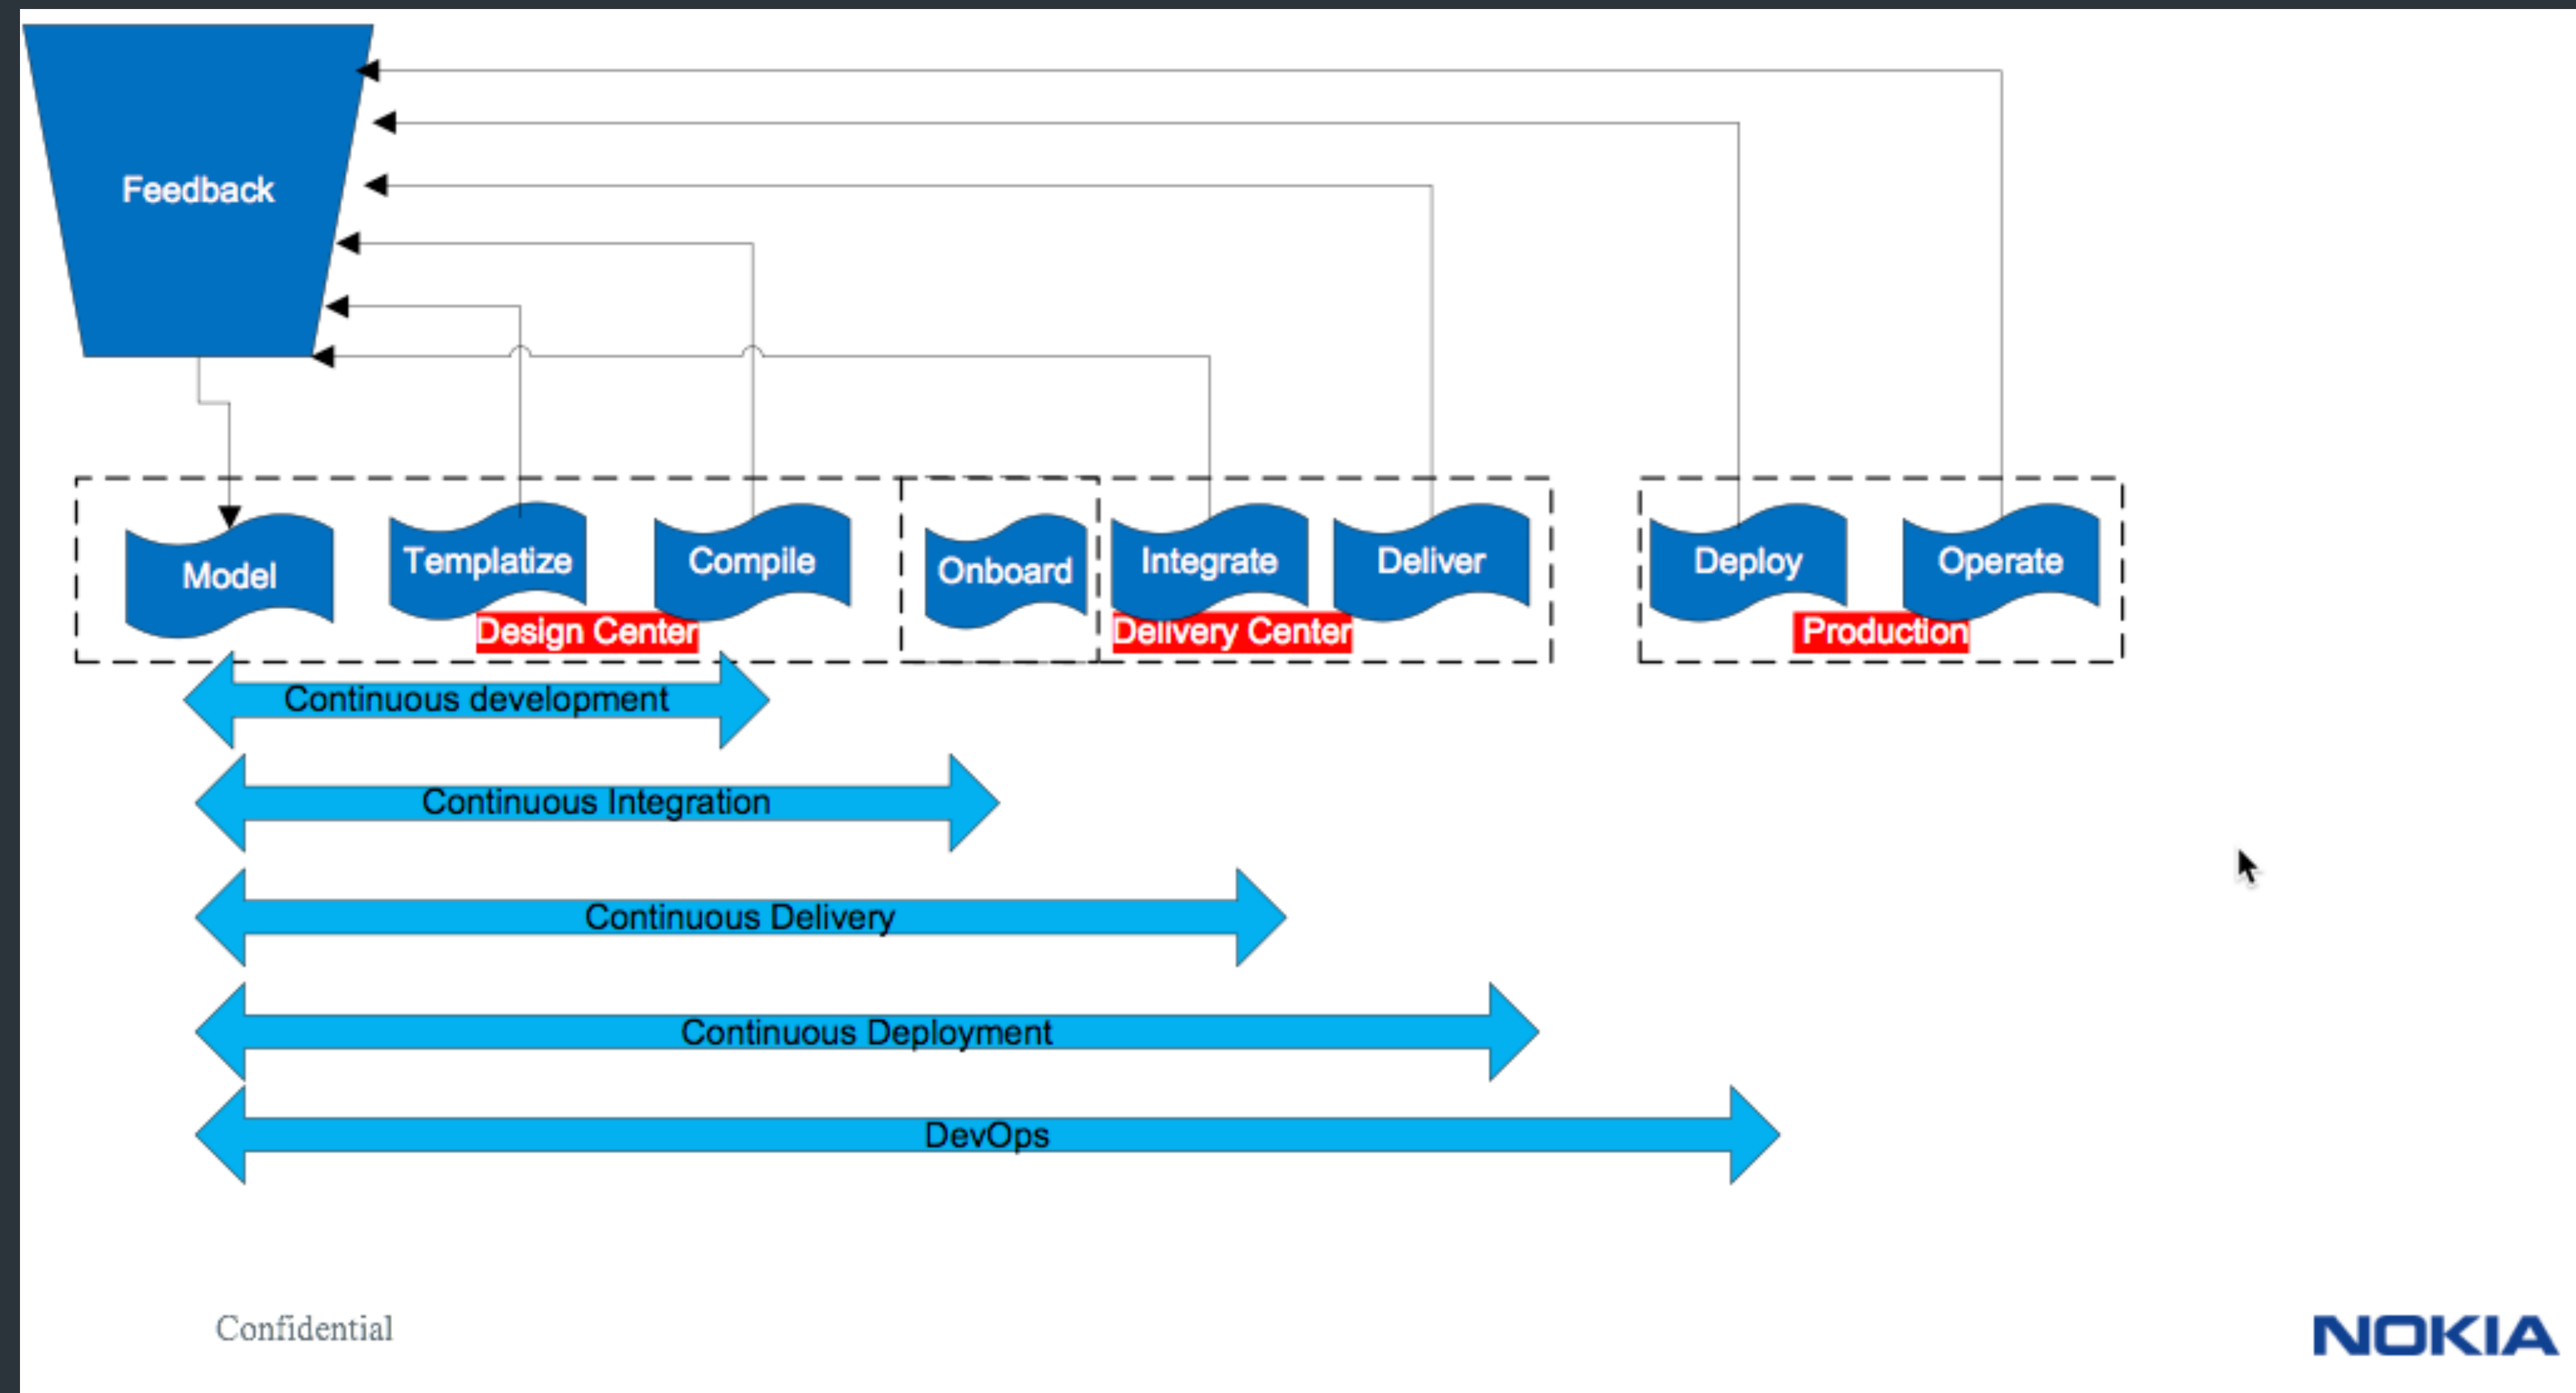 Feedback
Model
Templatize
Compile
Onboard
Integrate
Deliver
Deploy
Operate
Design Center
Delivery Center
Production
Continuous development
Continuous Integration
Continuous Delivery
Continuous Deployment
DevOps
Confidential
NOKIA